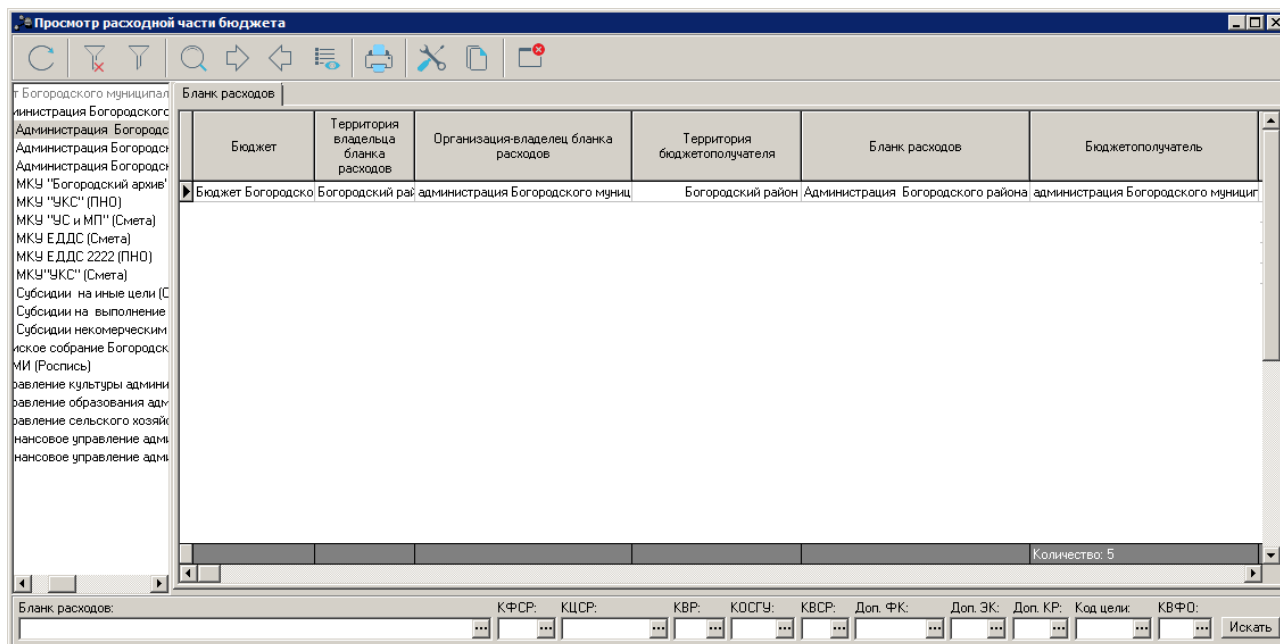 Просмотр расходной части бюджета
т Богородского муниципал
министрация Богородског
Администрация Богородс
Администрация Богородск
Администрация Богородск
МКУ "Богородский архив"
МКУ "УКС" (ПНО)
МКУ "УС и МП" (Смета)
МКУ ЕДДС (Смета)
МКУ ЕДДС 2222 (ПНО)
МКУ"УКС" (Смета)
Субсидии на иные цели (С
Субсидии на выполнение
Субсидии некомерческим
мское собрание Богородск
МИ (Роспись)
равление культуры админи
равление образования адм
равление сельского хозяйс
нансовое управление адми
нансовое управление адми
Бланк расходов
Бюджет
Территория
владельца
бланка
расходов
Организация-владелец бланка
расходов
Территория
бюджетополучателя
Бланк расходов
Бюджетополучатель
Бюджет Богородско Богородский рай администрация Богородского муниц Богородский район Администрация Богородского района администрация Богородского муницип
Количество: 5
Бланк расходов: КФСР: КЦСР: КВР: КОСГУ: КВСР: Доп. ФК: Доп. ЭК: Доп. КР: Код цели: КВФО:
... ... ... ... ... ... ... ... ... ... ... Искать